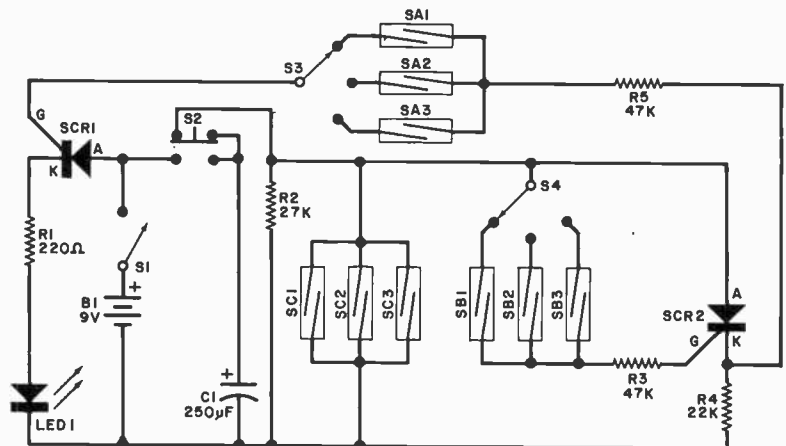 SA1
S3
SA2
SA3
R5
47K
G
SCR1
A
K
S2
R2
27K
S4
R1
220Ω
S1
+
B1
9V
SC1
SC2
SC3
SB1
SB2
SB3
A
SCR2
G
K
R3
47K
R4
22K
+
C1
250µF
LED1